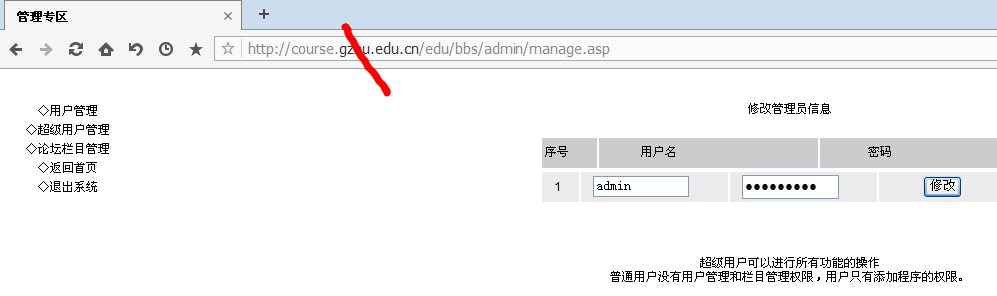 管理专区
http://course.gzhu.edu.cn/edu/bbs/admin/manage.asp
◇用户管理
◇超级用户管理
◇论坛栏目管理
◇返回首页
◇退出系统
修改管理员信息
序号 用户名 密码
1 admin ●●●●●●●●● 修改
超级用户可以进行所有功能的操作
普通用户没有用户管理和栏目管理权限，用户只有添加程序的权限。